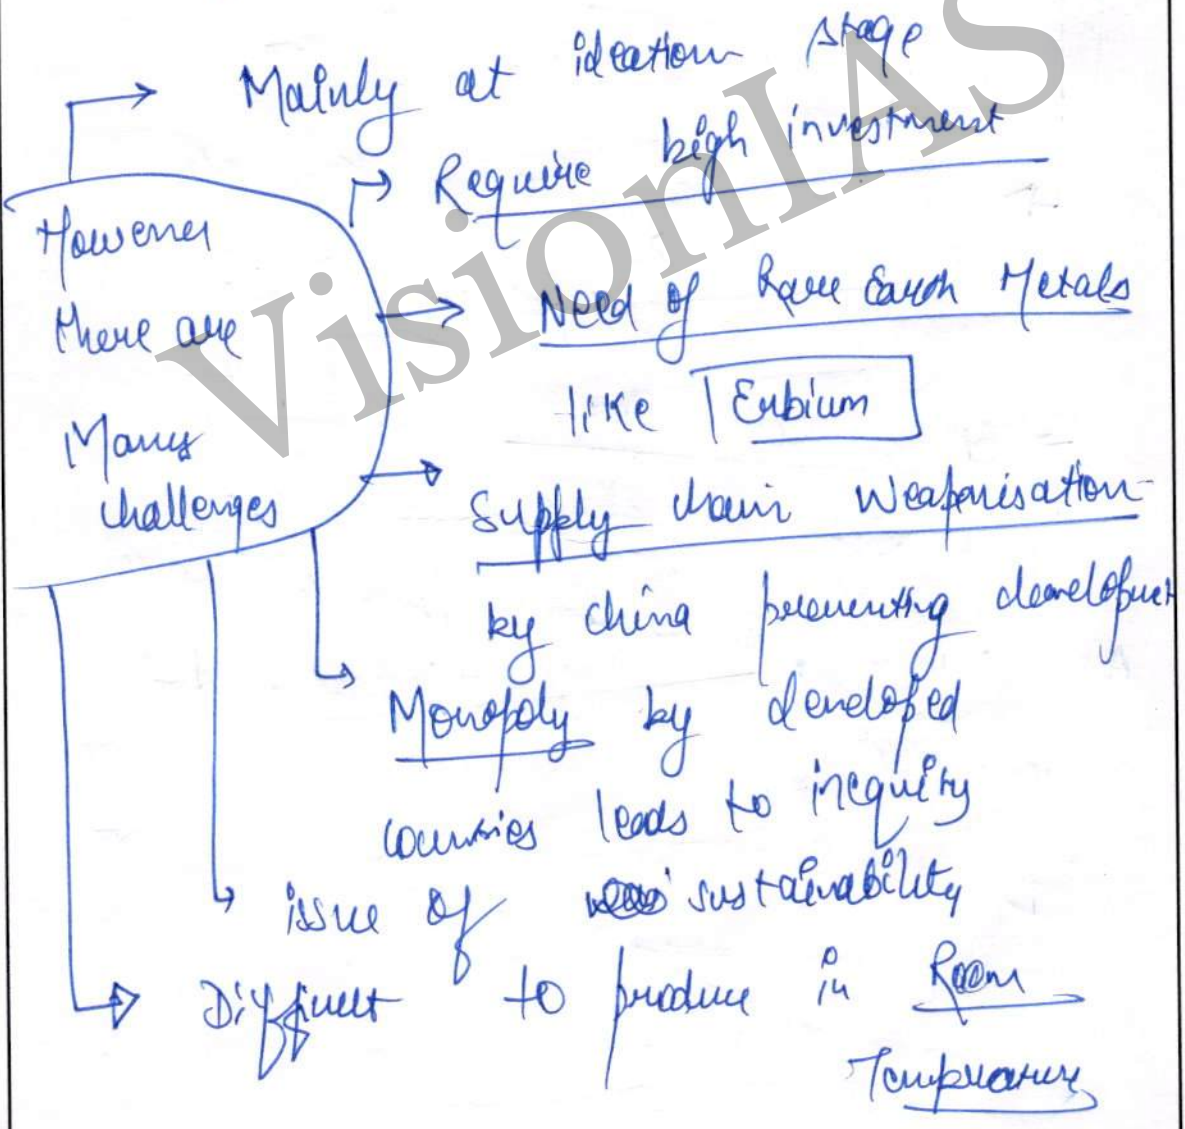 Mainly at ideation stage
Require high investment
However
there are
Many
challenges
Need of Rare Earth Metals
like Erbium
Supply chain Weaponisation
by china preventing development
Monopoly by developed
countries leads to inequity
issue of sustainability
Difficult to produce in Room
Temperature
VisionIAS